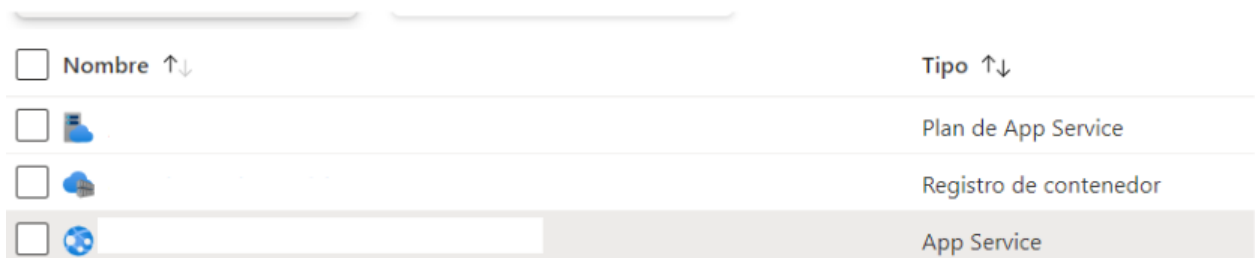 Nombre ↑↓ Tipo ↑↓
Plan de App Service
Registro de contenedor
App Service